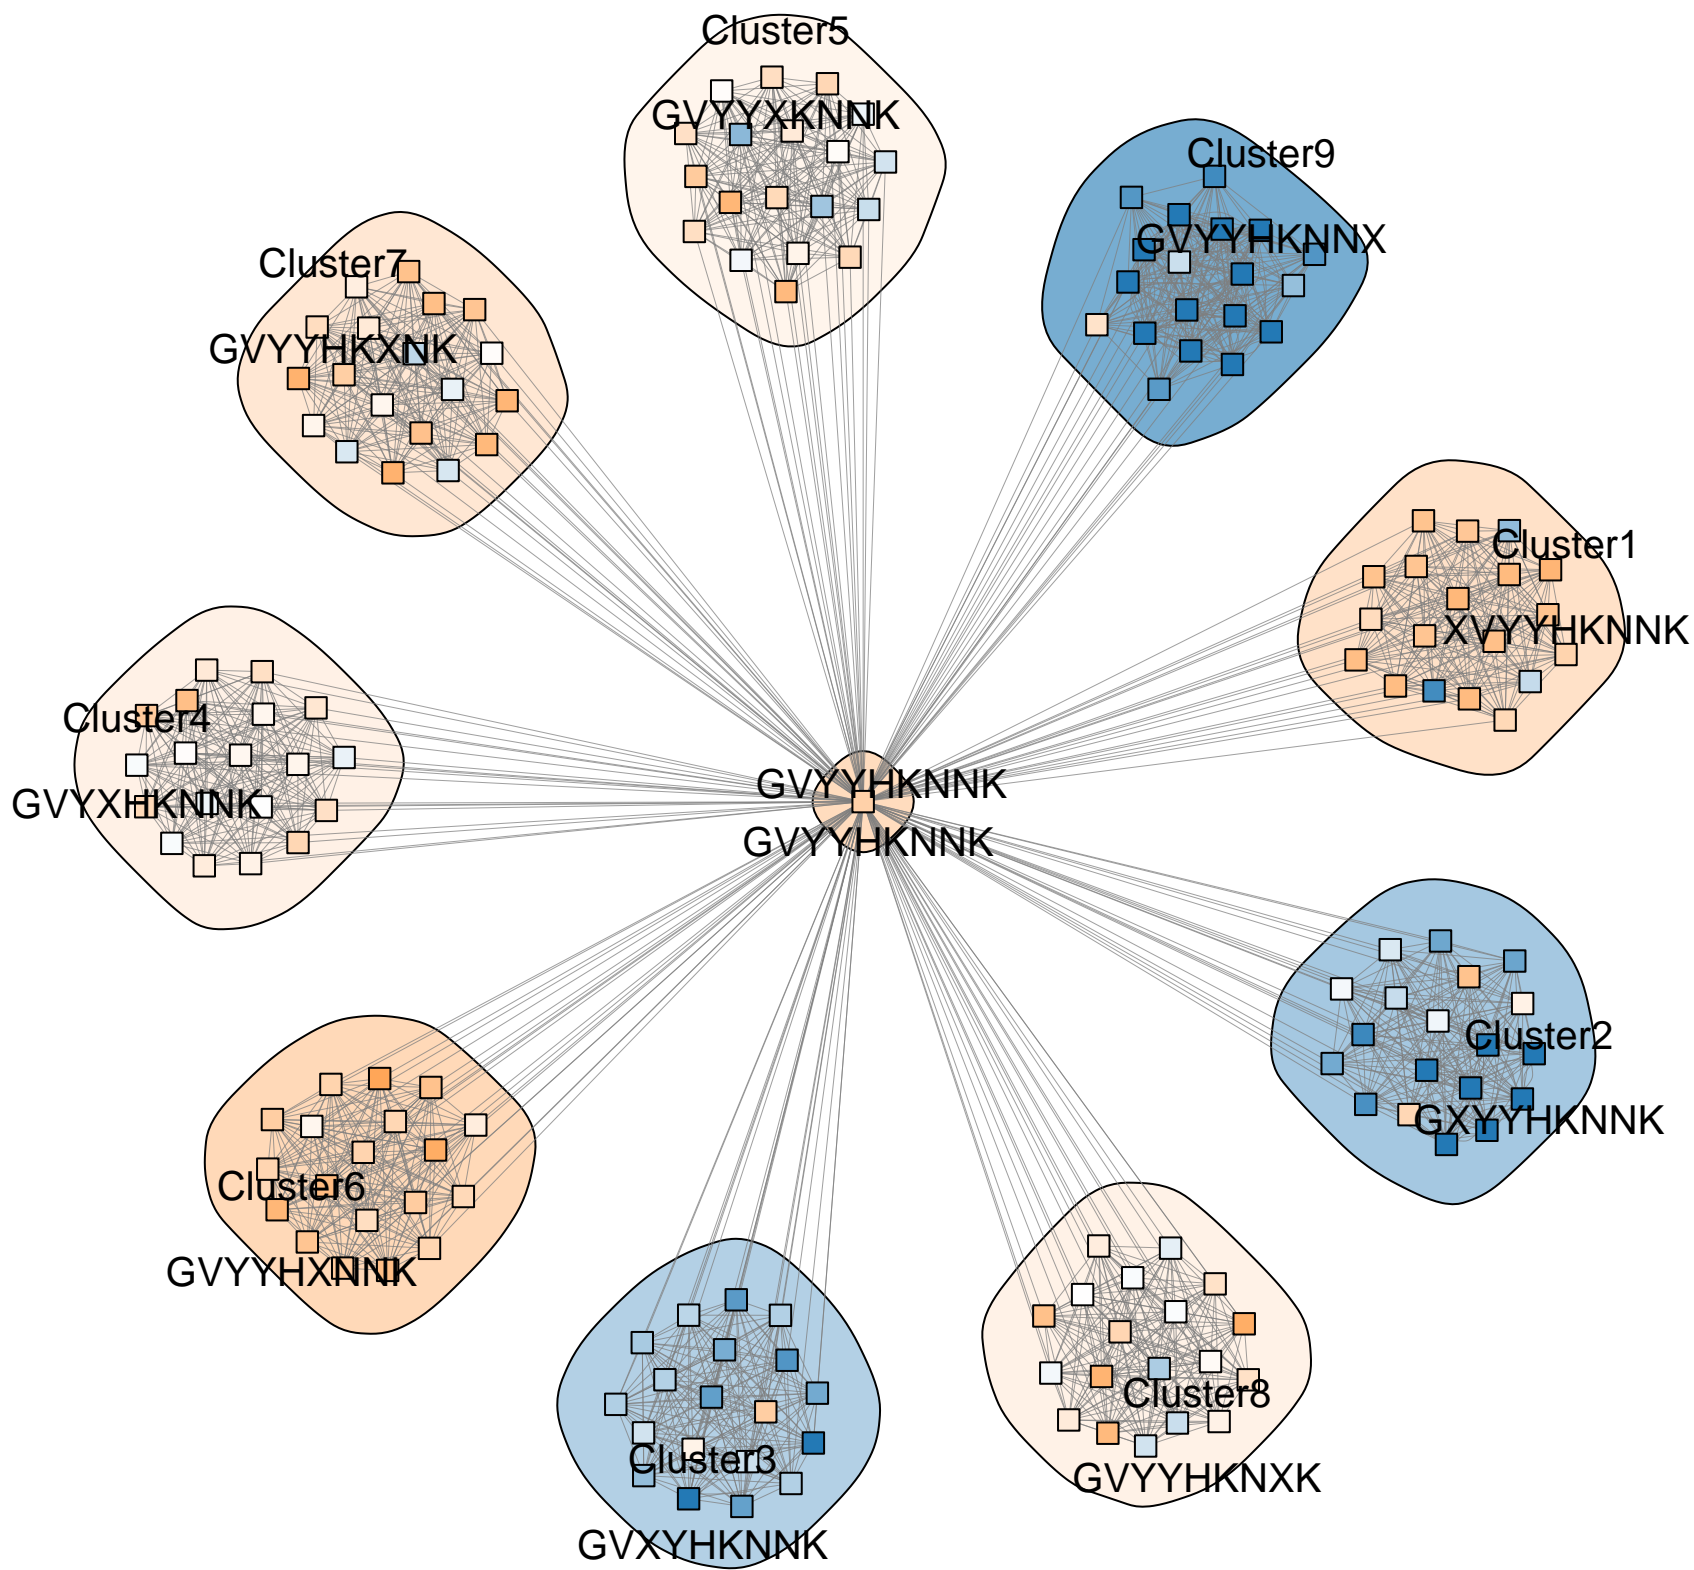 Cluster5
GVYYXKNNK
Cluster9
GVYYHKNNX
Cluster7
GVYYHKXNK
Cluster1
XVYYHKNNK
Cluster4
GVYXHKNNK
GVYYHKNNK
GVYYHKNNK
Cluster2
GXYYHKNNK
Cluster6
GVYYHXNNK
Cluster8
GVYYHKNXK
Cluster3
GVXYHKNNK